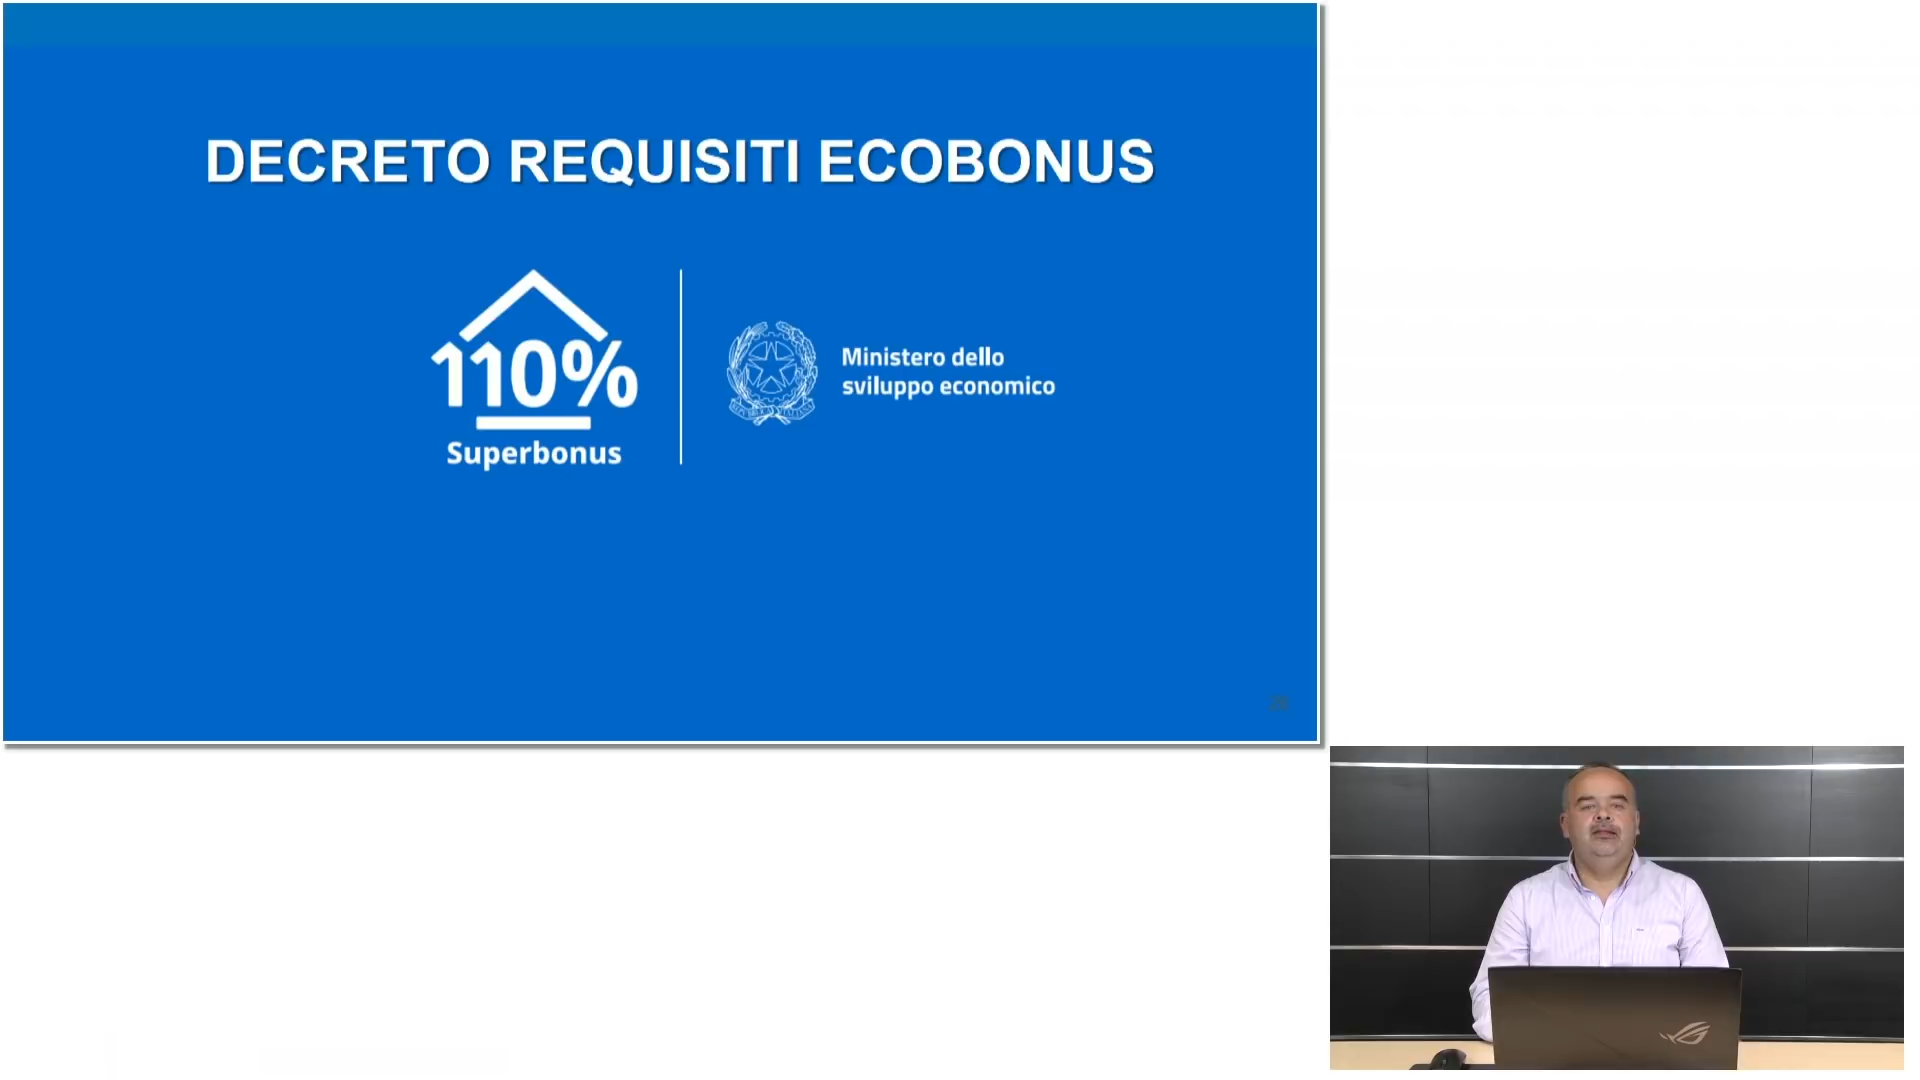 DECRETO REQUISITI ECOBONUS
110%
Superbonus
Ministero dello
sviluppo economico